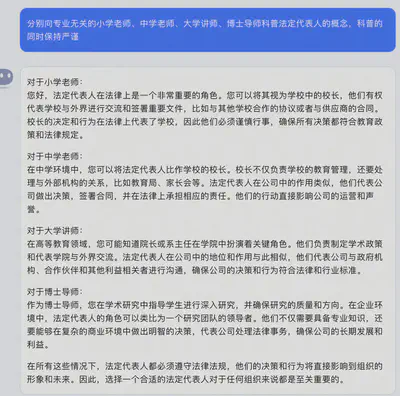 分别向专业无关的小学老师、中学老师、大学讲师、博士导师科普法定代表人的概念，科普的
同时保持严谨
对于小学老师：
您好，法定代表人在法律上是一个非常重要的角色。您可以将其视为学校中的校长，他们有权
代表学校与外界进行交流和签署重要文件，比如与其他学校合作的协议或者与供应商的合同。
校长的决定和行为在法律上代表了学校，因此他们必须谨慎行事，确保所有决策都符合教育政
策和法律规定。
对于中学老师：
在中学环境中，您可以将法定代表人比作学校的校长。校长不仅负责学校的教育管理，还要处
理与外部机构的关系，比如教育局、家长会等。法定代表人在公司中的作用类似，他们代表公
司做出决策，签署合同，并在法律上承担相应的责任。他们的行动直接影响公司的运营和声
誉。
对于大学讲师：
在高等教育领域，您可能知道院长或系主任在学院中扮演着关键角色。他们负责制定学术政策
和代表学院与外界交流。法定代表人在公司中的地位和作用与此相似，他们代表公司与政府机
构、合作伙伴和其他利益相关者进行沟通，确保公司的决策和行为符合法律和行业标准。
对于博士导师：
作为博士导师，您在学术研究中指导学生进行深入研究，并确保研究的质量和方向。在企业环
境中，法定代表人的角色可以类比为一个研究团队的领导者。他们不仅需要具备专业知识，还
要能够在复杂的商业环境中做出明智的决策，代表公司处理法律事务，确保公司的长期发展和
利益。
在所有这些情况下，法定代表人都必须遵守法律法规，他们的决策和行为将直接影响到组织的
形象和未来。因此，选择一个合适的法定代表人对于任何组织来说都是至关重要的。